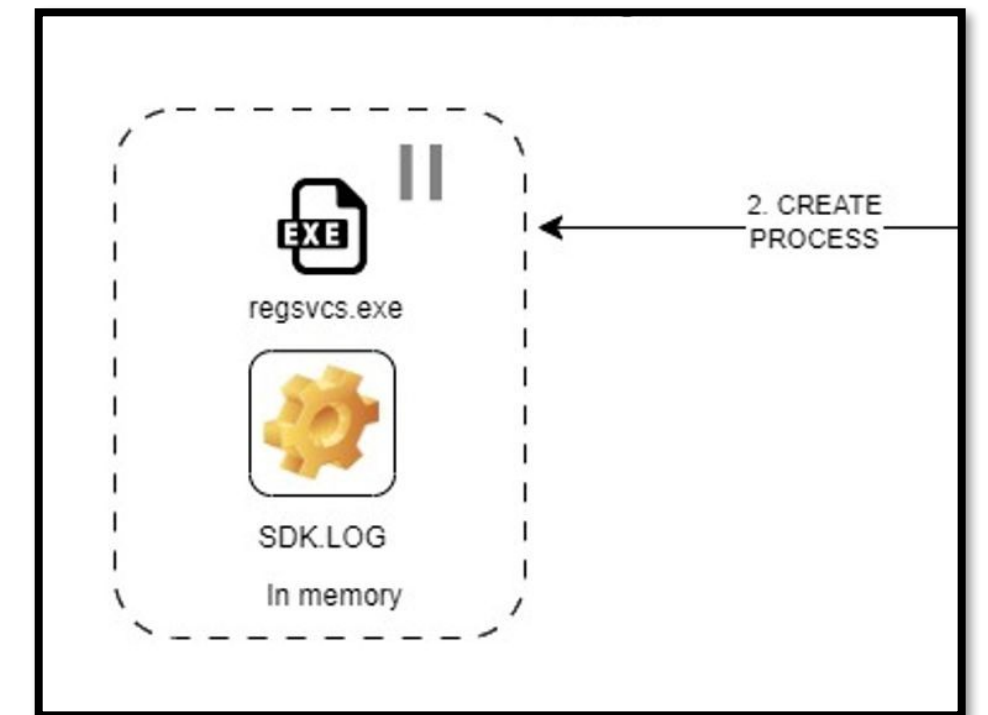 2. CREATE
PROCESS
EXE
regsvcs.exe
SDK.LOG
In memory